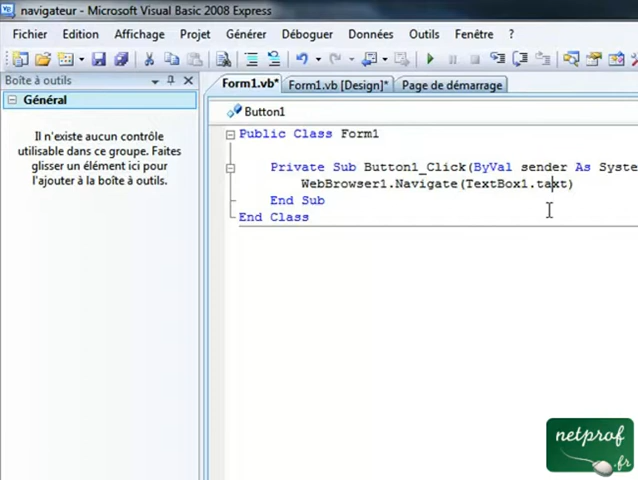 navigateur - Microsoft Visual Basic 2008 Express
Fichier Edition Affichage Projet Générer Déboguer Données Outils Fenêtre ?
Boîte à outils
Général
Il n'existe aucun contrôle
utilisable dans ce groupe. Faites
glisser un élément ici pour
l'ajouter à la boîte à outils.
Form1.vb* Form1.vb [Design]* Page de démarrage
Button1
Public Class Form1
Private Sub Button1_Click(ByVal sender As Syste
WebBrowser1.Navigate(TextBox1.taxt)
End Sub
End Class
netprof
.fr